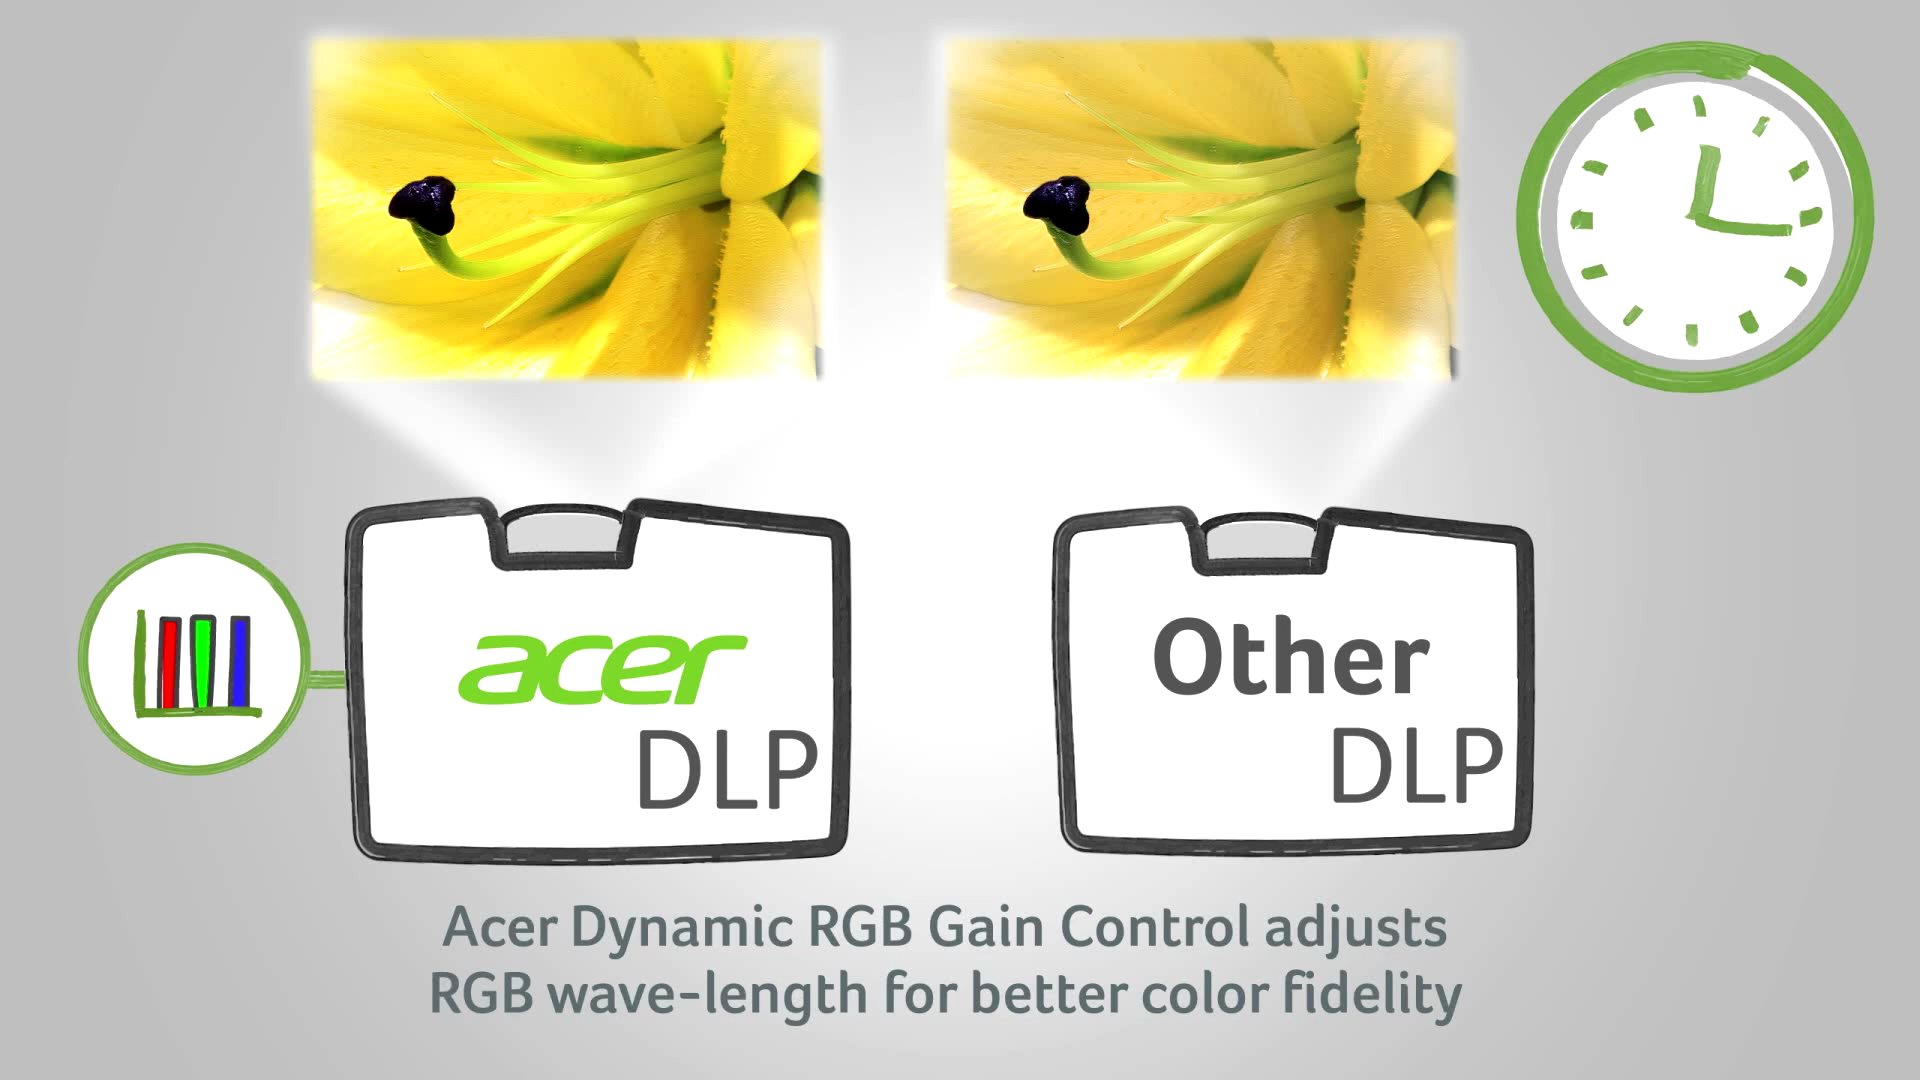 acer
DLP
Other
DLP
Acer Dynamic RGB Gain Control adjusts
RGB wave-length for better color fidelity